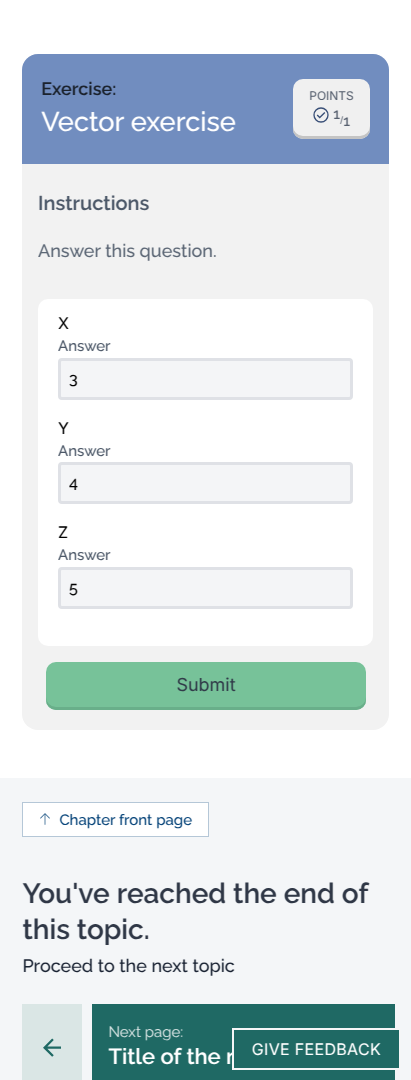 Exercise:
Vector exercise
POINTS
1/1
Instructions
Answer this question.
X
Answer
3
Y
Answer
4
Z
Answer
5
Submit
Chapter front page
You've reached the end of
this topic.
Proceed to the next topic
Next page:
Title of the
GIVE FEEDBACK